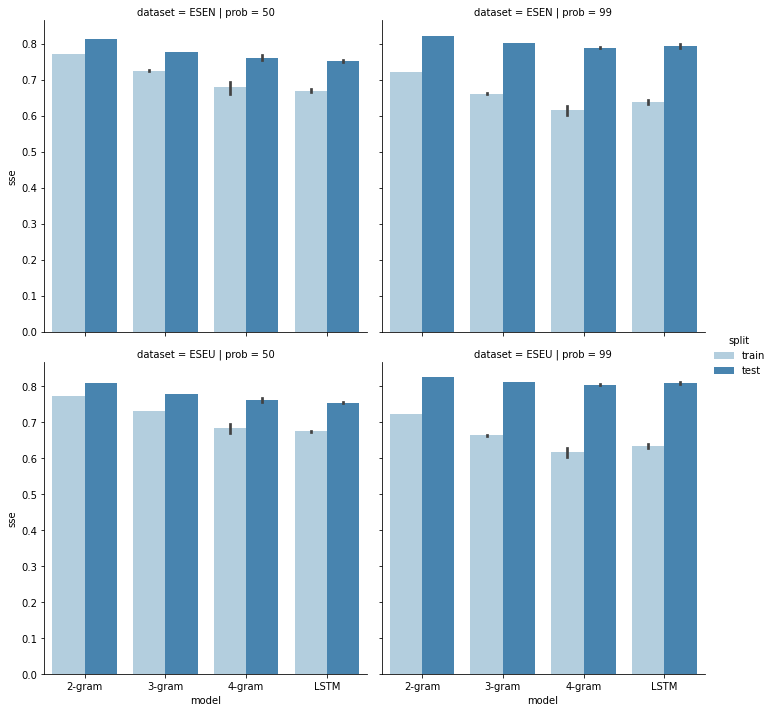 dataset = ESEN | prob = 50
dataset = ESEN | prob = 99
0.8
0.7
0.6
0.5
0.4
0.3
0.2
0.1
0.0
sse
split
train
test
dataset = ESEU | prob = 50
dataset = ESEU | prob = 99
0.8
0.7
0.6
0.5
0.4
0.3
0.2
0.1
0.0
sse
2-gram 3-gram 4-gram LSTM
model
2-gram 3-gram 4-gram LSTM
model